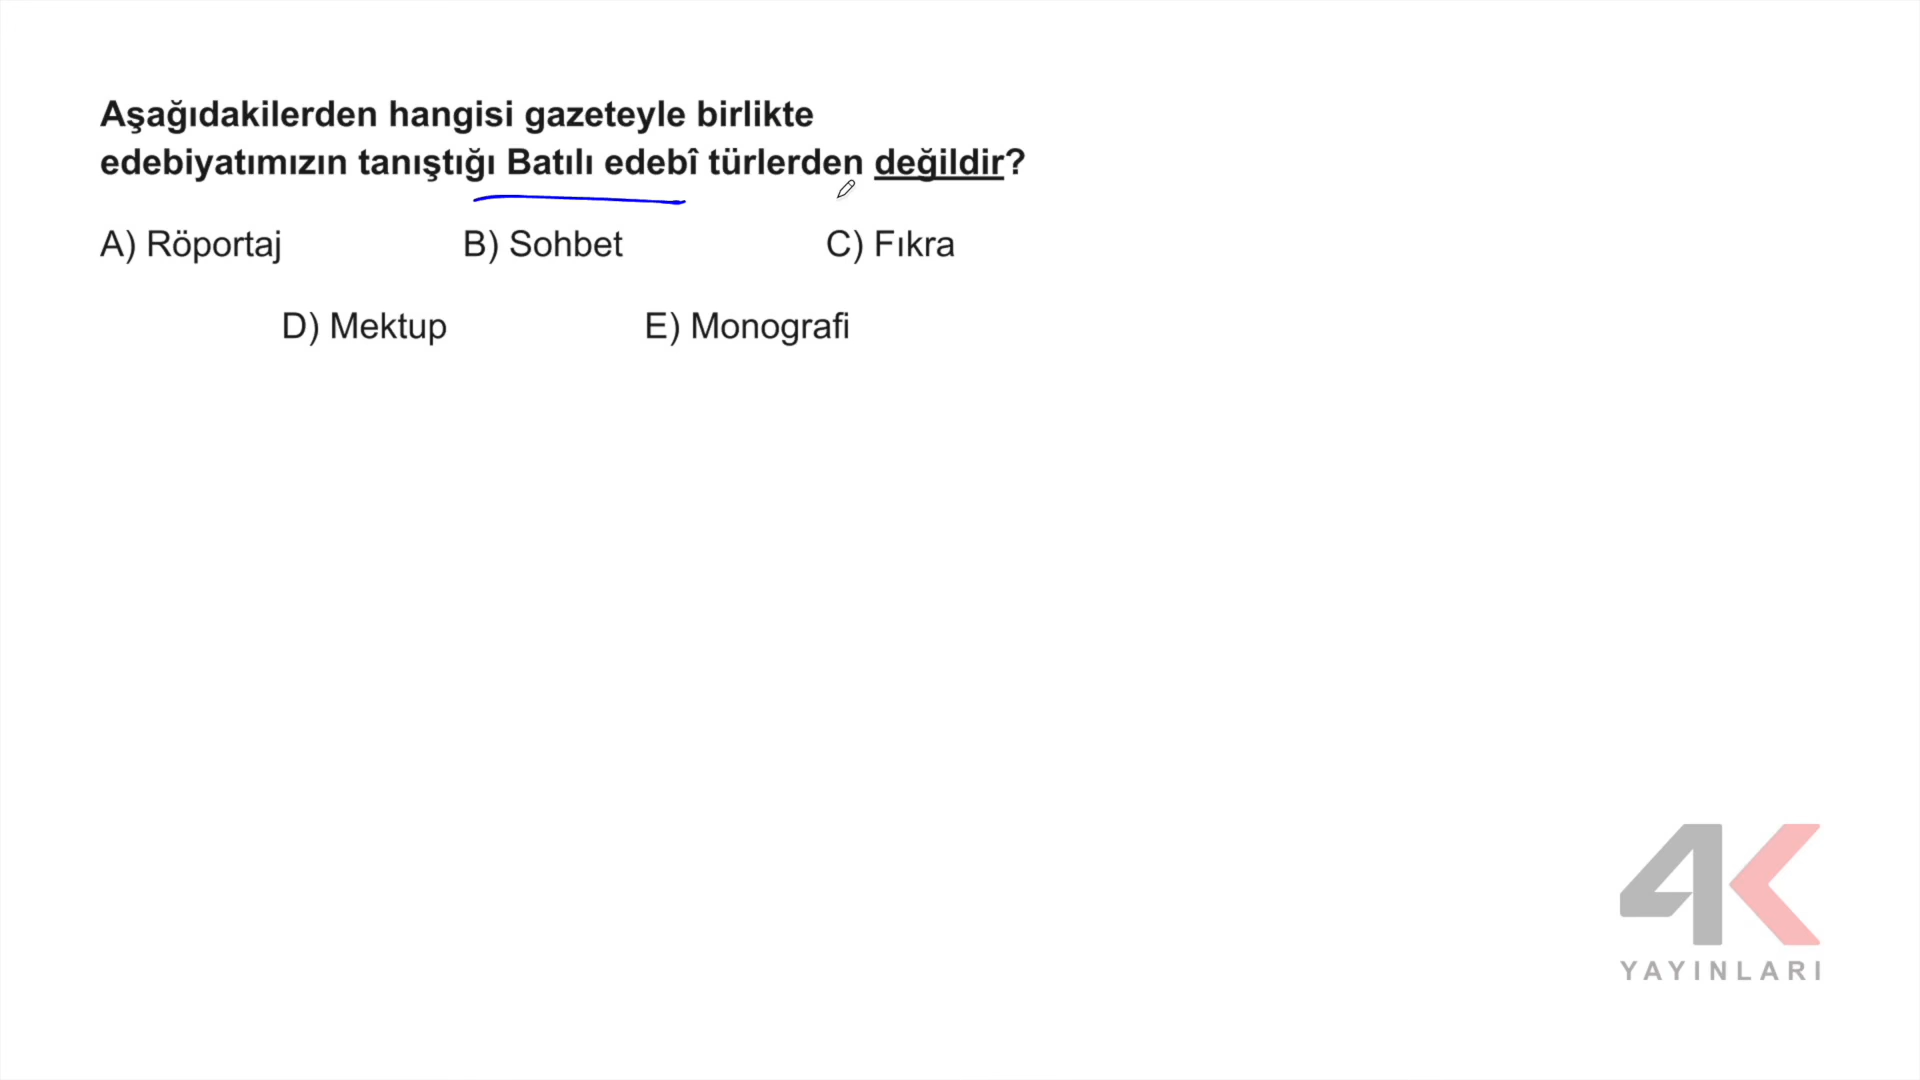 Aşağıdakilerden hangisi gazeteyle birlikte
edebiyatımızın tanıştığı Batılı edebî türlerden değildir?
A) Röportaj B) Sohbet C) Fıkra
D) Mektup E) Monografi
4K
YAYINLARI